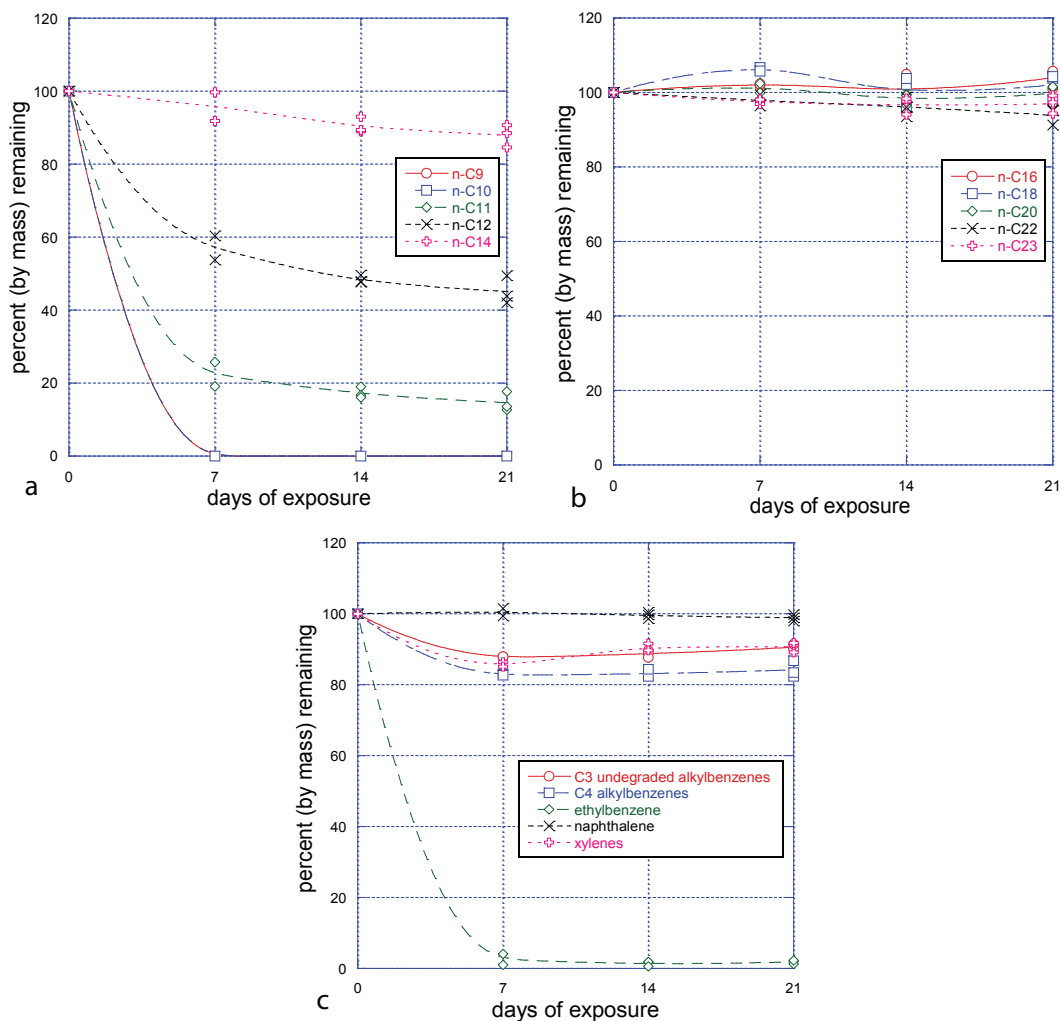 120
100
80
60
40
20
0
percent (by mass) remaining
n-C9
n-C10
n-C11
n-C12
n-C14
0
7
14
21
days of exposure
a
120
100
80
60
40
20
0
percent (by mass) remaining
n-C16
n-C18
n-C20
n-C22
n-C23
0
7
14
21
days of exposure
b
120
100
80
60
40
20
0
percent (by mass) remaining
C3 undegraded alkylbenzenes
C4 alkylbenzenes
ethylbenzene
naphthalene
xylenes
0
7
14
21
days of exposure
c